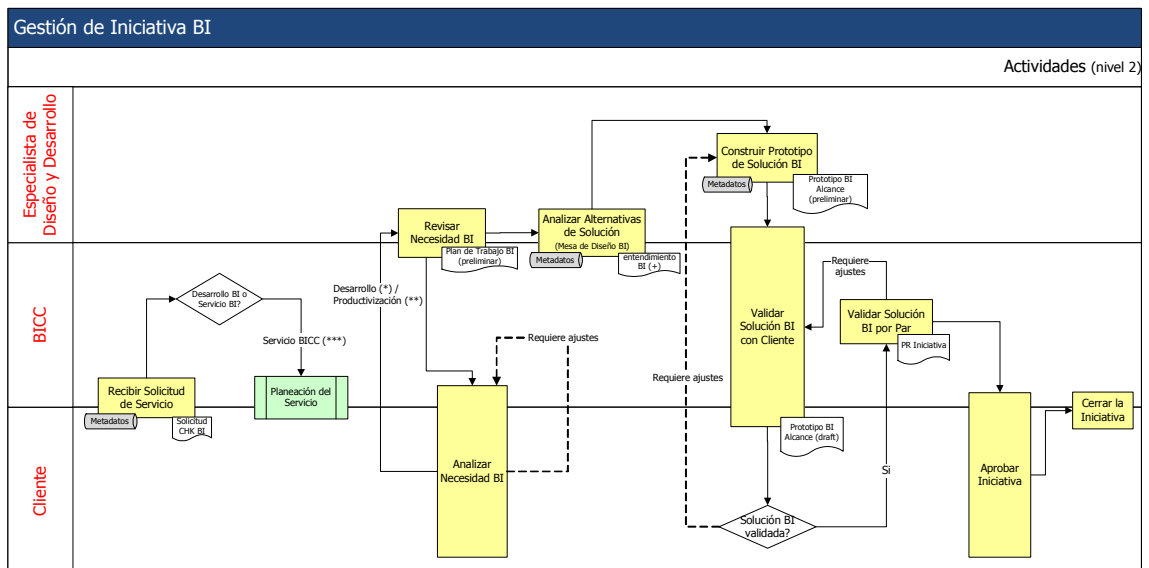 Gestión de Iniciativa BI
Actividades (nivel 2)
Especialista de
Diseño y Desarrollo
Construir Prototipo
de Solución BI
Metadatos
Prototipo BI
Alcance
(preliminar)
Revisar
Necesidad BI
Plan de Trabajo BI
(preliminar)
Analizar Alternativas
de Solución
(Mesa de Diseño BI)
Metadatos
entendimiento
BI (+)
BICC
Desarrollo BI o
Servicio BI?
Desarrollo (*) /
Productivización (**)
Servicio BICC (***)
Requiere ajustes
Requiere
ajustes
Validar
Solución BI
con Cliente
Validar Solución
BI por Par
PR Iniciativa
Requiere ajustes
Recibir Solicitud
de Servicio
Metadatos
Solicitud
CHK BI
Planeación del
Servicio
Cerrar la
Iniciativa
Cliente
Analizar
Necesidad BI
Prototipo BI
Alcance (draft)
Si
Aprobar
Iniciativa
Solución BI
validada?